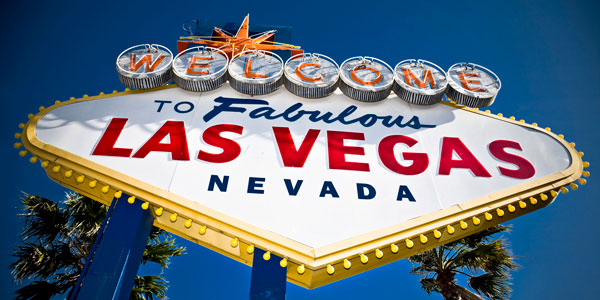 WELCOME
TO Fabulous
LAS VEGAS
NEVADA